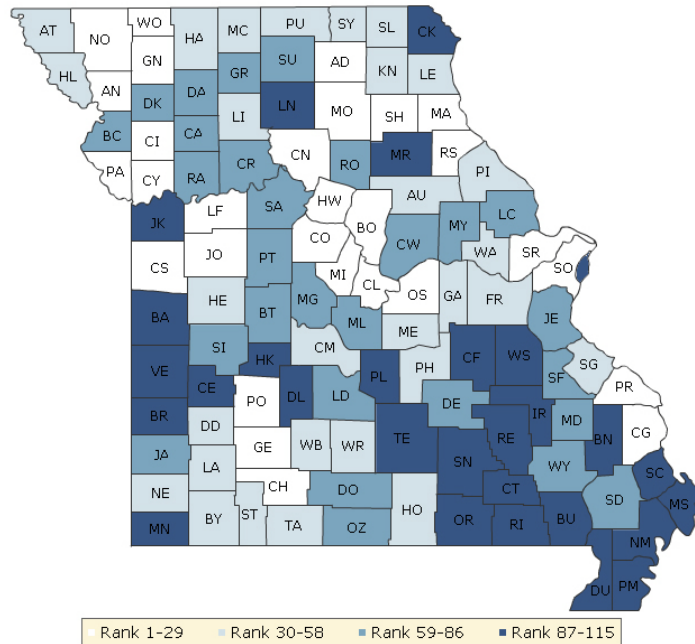 WO
AT NO HA MC PU SY SL CK
GN SU AD
HL GR KN LE
AN DK DA LN MO SH MA
BC CI CA LI
PA CY RA CR CN RO MR RS PI
AU
JK LF SA HW BO CW MY LC
CS JO CO WA SR SO
PT MI CL OS GA FR
BA HE MG ML JE
BT ME
VE SI HK CM PL PH CF WS SF SG
CE PO DL LD DE IR MD PR
BR DD TE RE BN CG
JA LA GE WB WR SN WY SC
NE CH DO CT SD MS
MN BY ST TA OZ HO OR RI BU NM
DU PM
Rank 1-29 Rank 30-58 Rank 59-86 Rank 87-115